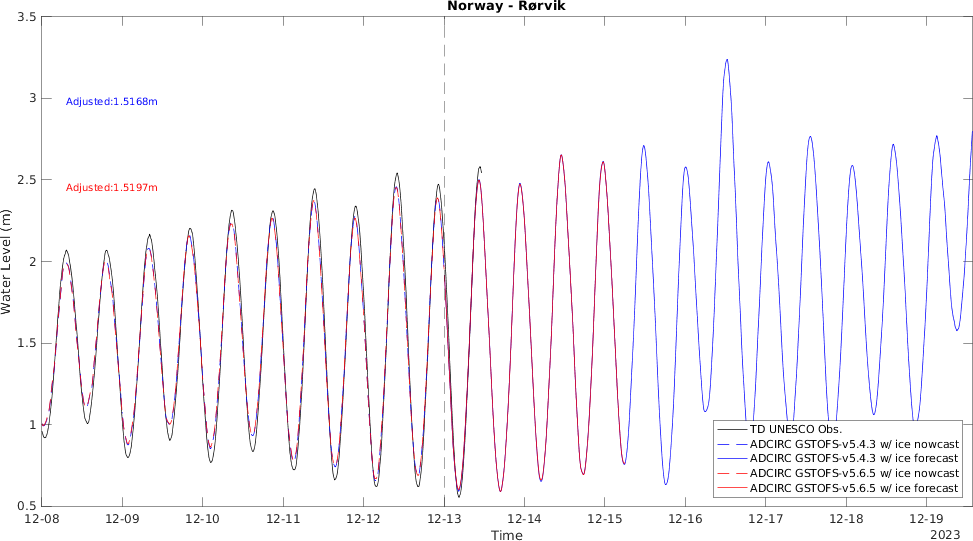 Norway - Rørvik
3.5
3
2.5
2
1.5
1
0.5
Water Level (m)
Adjusted:1.5168m
Adjusted:1.5197m
TD UNESCO Obs.
ADCIRC GSTOFS-v5.4.3 w/ ice nowcast
ADCIRC GSTOFS-v5.4.3 w/ ice forecast
ADCIRC GSTOFS-v5.6.5 w/ ice nowcast
ADCIRC GSTOFS-v5.6.5 w/ ice forecast
12-08 12-09 12-10 12-11 12-12 12-13 12-14 12-15 12-16 12-17 12-18 12-19
Time
2023